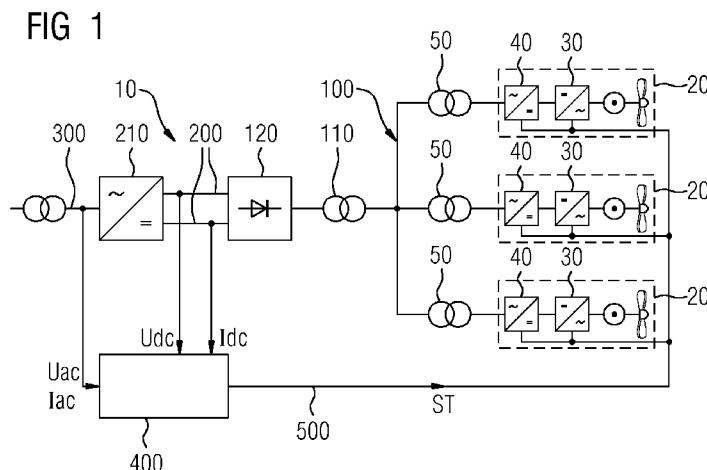 FIG 1
50 40 30
10 100 20
300 210 200 120 110
~
=
~ = - ~
50 40 30
20
~ = - ~
50 40 30
20
~ = - ~
Udc Idc
Uac
Iac
400 500 ST